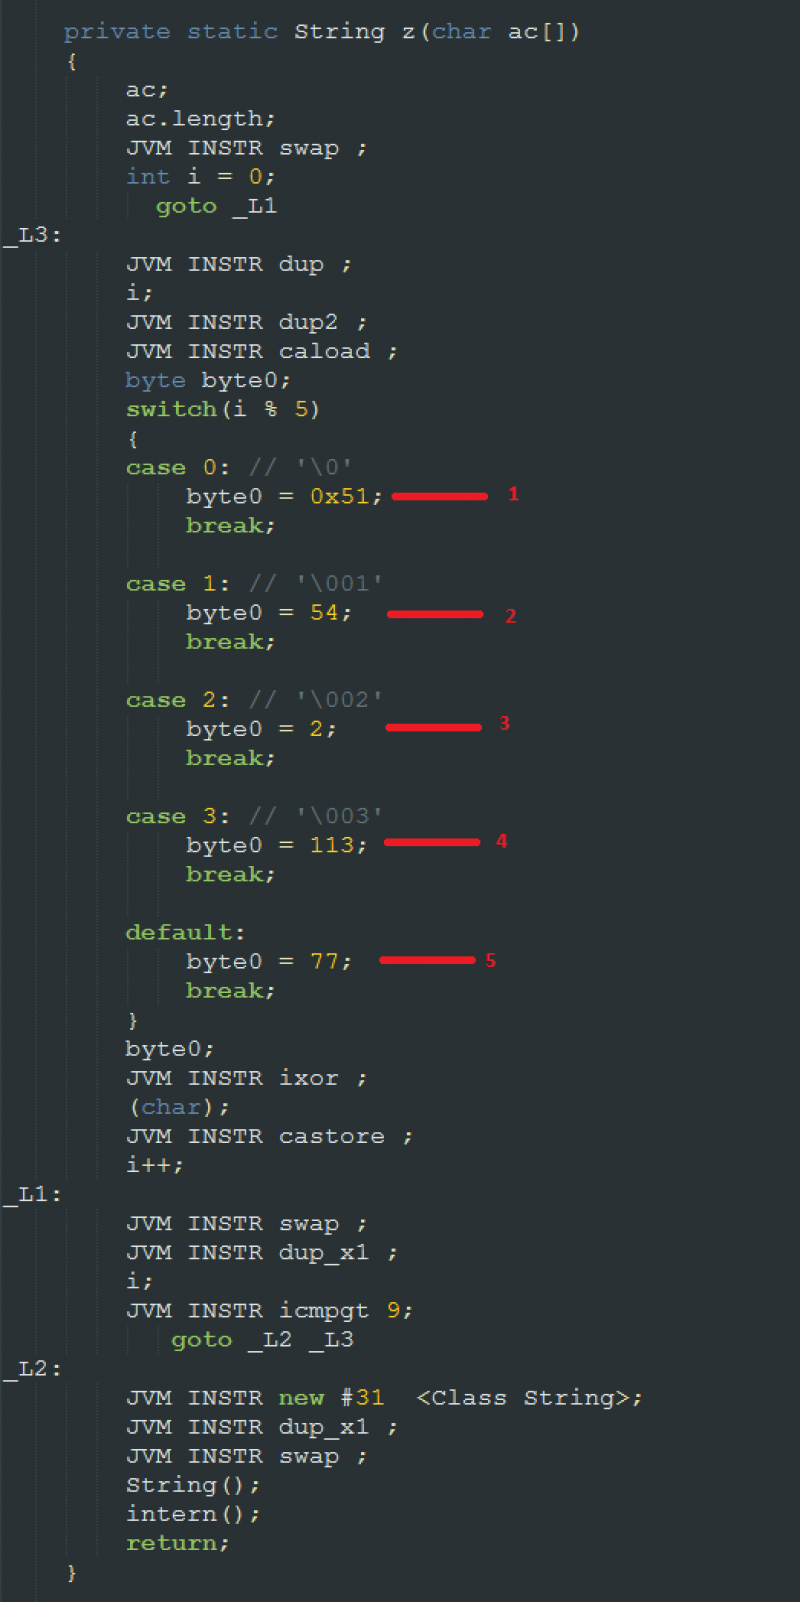 private static String z(char ac[])
{
ac;
ac.length;
JVM INSTR swap ;
int i = 0;
goto _L1
_L3:
JVM INSTR dup ;
i;
JVM INSTR dup2 ;
JVM INSTR caload ;
byte byte0;
switch(i % 5)
{
case 0: // '\0'
byte0 = 0x51; 1
break;
case 1: // '\001'
byte0 = 54; 2
break;
case 2: // '\002'
byte0 = 2; 3
break;
case 3: // '\003'
byte0 = 113; 4
break;
default:
byte0 = 77; 5
break;
}
byte0;
JVM INSTR ixor ;
(char);
JVM INSTR castore ;
i++;
_L1:
JVM INSTR swap ;
JVM INSTR dup_x1 ;
i;
JVM INSTR icmpgt 9;
goto _L2 _L3
_L2:
JVM INSTR new #31  <Class String>;
JVM INSTR dup_x1 ;
JVM INSTR swap ;
String();
intern();
return;
}